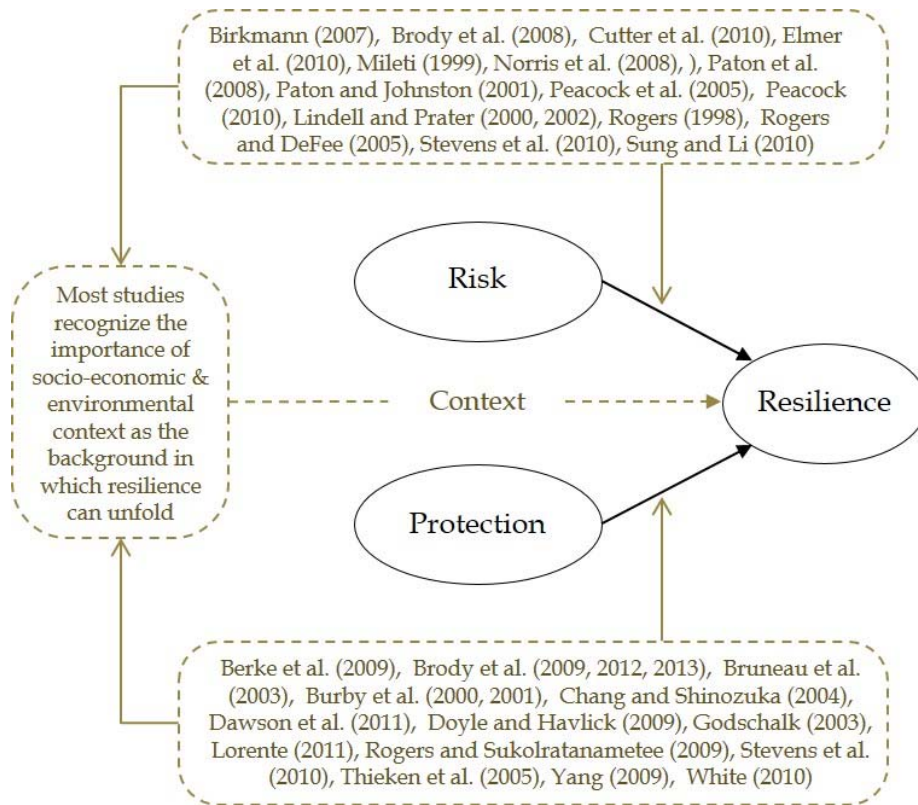 Birkmann (2007), Brody et al. (2008), Cutter et al. (2010), Elmer
et al. (2010), Mileti (1999), Norris et al. (2008), ), Paton et al.
(2008), Paton and Johnston (2001), Peacock et al. (2005), Peacock
(2010), Lindell and Prater (2000, 2002), Rogers (1998), Rogers
and DeFee (2005), Stevens et al. (2010), Sung and Li (2010)
Risk
Most studies
recognize the
importance of
socio-economic &
environmental
context as the
background in
which resilience
can unfold
Context
Resilience
Protection
Berke et al. (2009), Brody et al. (2009, 2012, 2013), Bruneau et al.
(2003), Burby et al. (2000, 2001), Chang and Shinozuka (2004),
Dawson et al. (2011), Doyle and Havlick (2009), Godschalk (2003),
Lorente (2011), Rogers and Sukolratanametee (2009), Stevens et al.
(2010), Thieken et al. (2005), Yang (2009), White (2010)